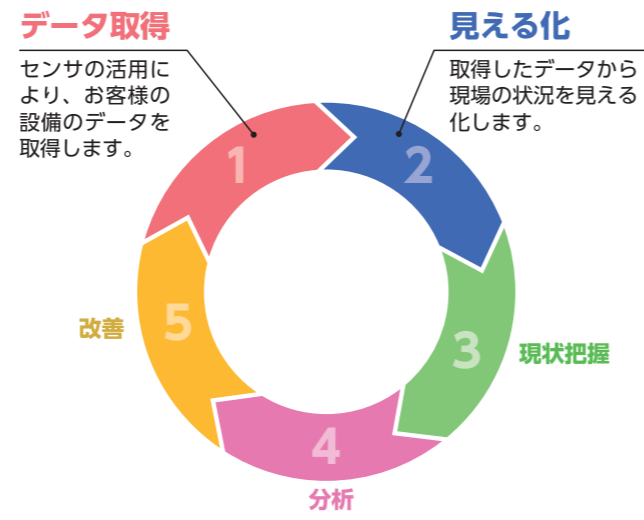 データ取得
センサの活用に
より、お客様の
設備のデータを
取得します。
見える化
取得したデータから
現場の状況を見える
化します。
1
2
3
現状把握
4
分析
5
改善